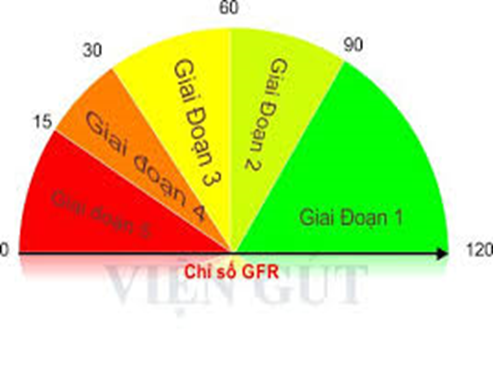 60
30
90
15
Giai Đoạn 3
Giai Đoạn 2
Giai đoạn 4
Giai đoạn 5
Giai Đoạn 1
0
120
Chỉ số GFR
VIỆN GÚT